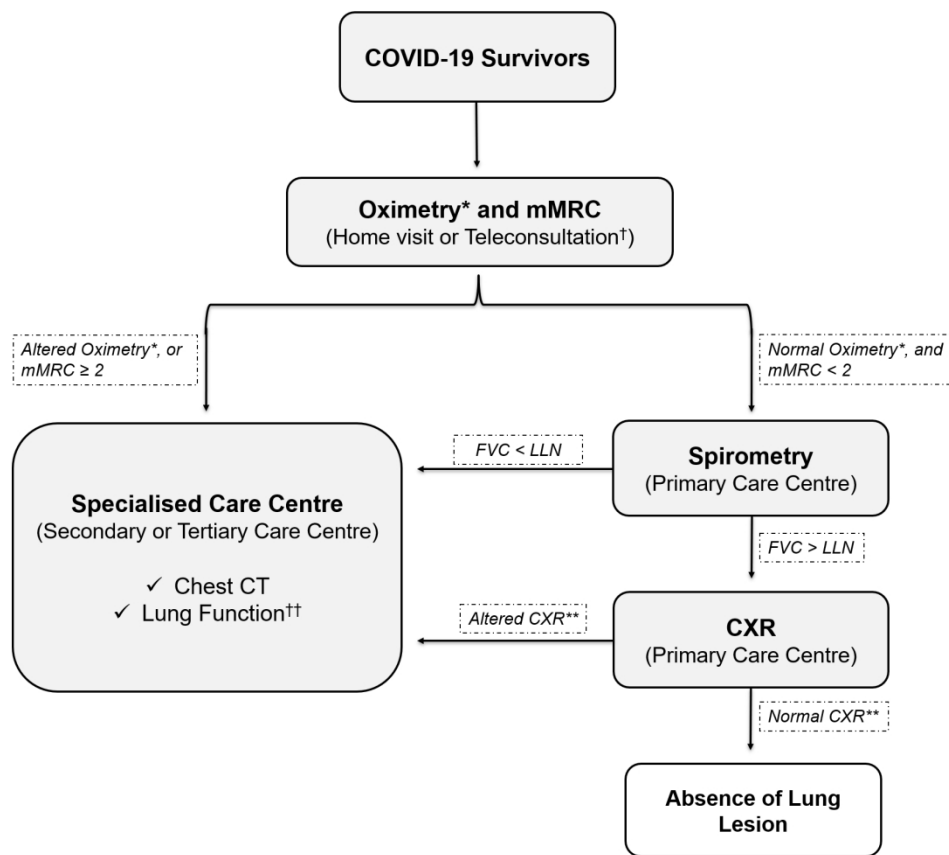 COVID-19 Survivors
Oximetry* and mMRC
(Home visit or Teleconsultation†)
Altered Oximetry*, or
mMRC ≥ 2
Normal Oximetry*, and
mMRC < 2
Specialised Care Centre
(Secondary or Tertiary Care Centre)
✓ Chest CT
✓ Lung Function††
FVC < LLN
Spirometry
(Primary Care Centre)
FVC > LLN
Altered CXR**
CXR
(Primary Care Centre)
Normal CXR**
Absence of Lung
Lesion